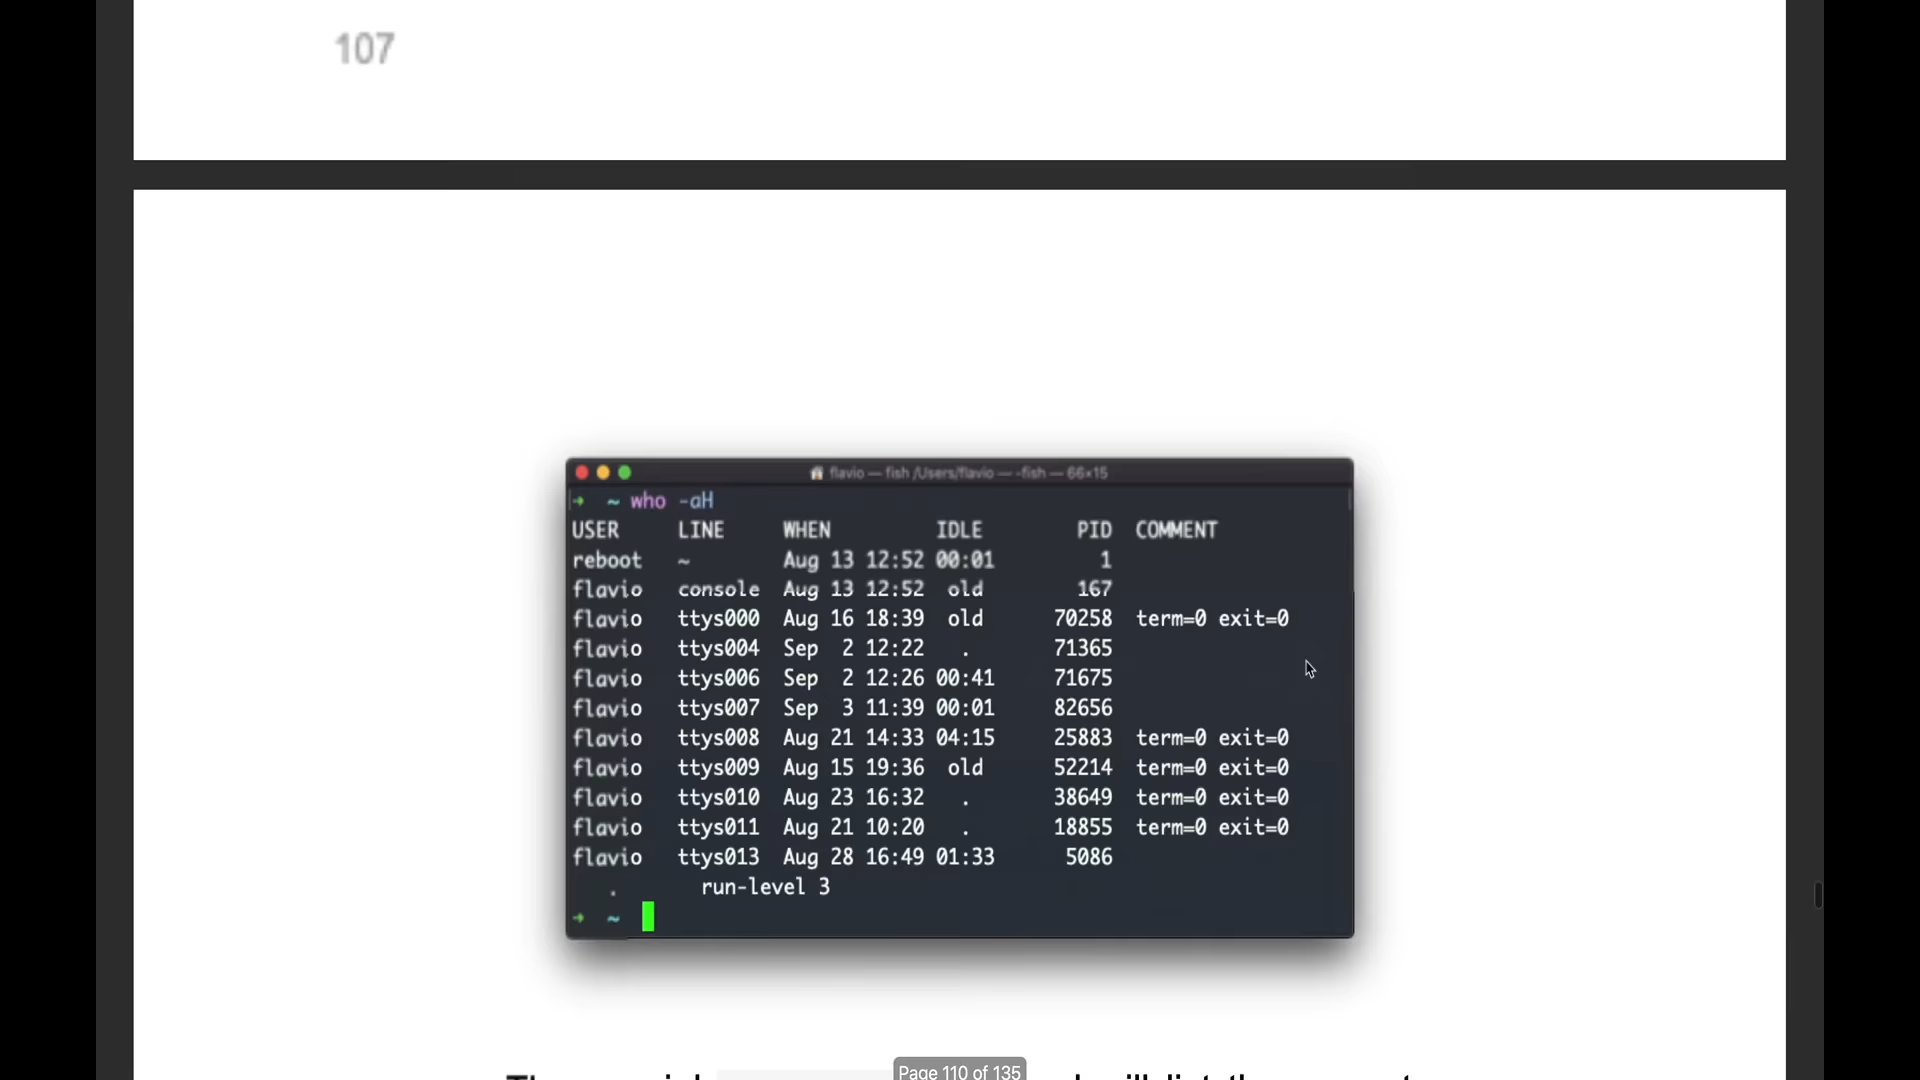 107
flavio — fish /Users/flavio — -fish — 66×15
➜ ~ who -aH
USER LINE WHEN IDLE PID COMMENT
reboot ~ Aug 13 12:52 00:01 1
flavio console Aug 13 12:52 old 167
flavio ttys000 Aug 16 18:39 old 70258 term=0 exit=0
flavio ttys004 Sep 2 12:22 . 71365
flavio ttys006 Sep 2 12:26 00:41 71675
flavio ttys007 Sep 3 11:39 00:01 82656
flavio ttys008 Aug 21 14:33 04:15 25883 term=0 exit=0
flavio ttys009 Aug 15 19:36 old 52214 term=0 exit=0
flavio ttys010 Aug 23 16:32 . 38649 term=0 exit=0
flavio ttys011 Aug 21 10:20 . 18855 term=0 exit=0
flavio ttys013 Aug 28 16:49 01:33 5086
. run-level 3
➜ ~
Page 110 of 135